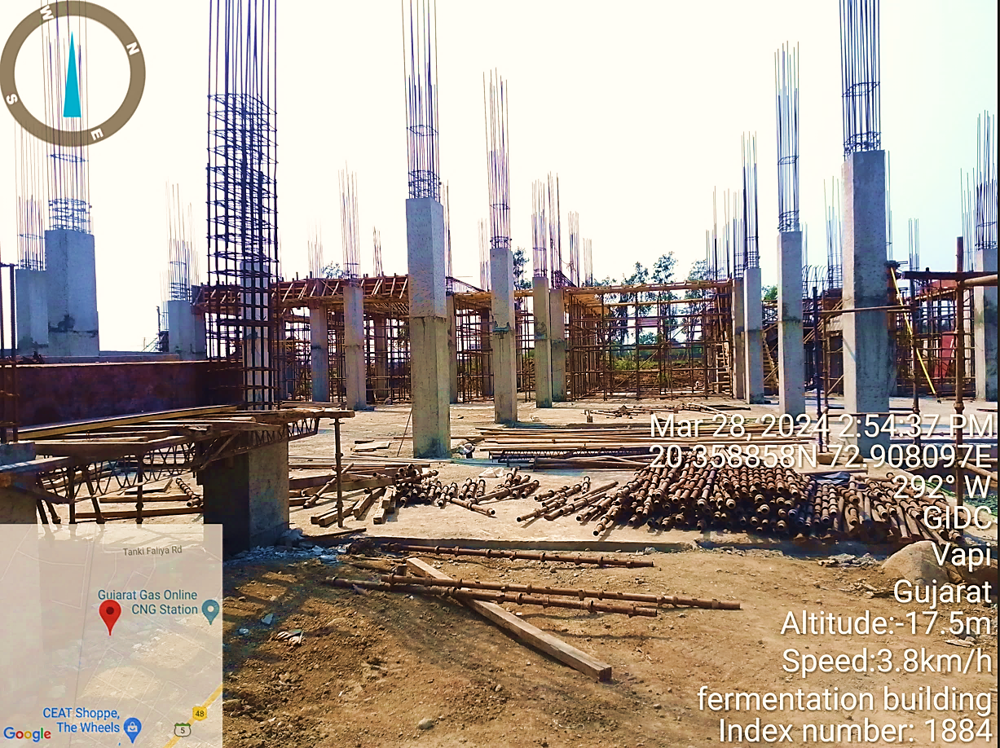 W
N
S
E
Mar 28, 2024 2:54:37 PM
20·358858N 72·908097E
292° W
GIDC
Vapi
Gujarat
Altitude:-17.5m
Speed:3.8km/h
fermentation building
Index number: 1884
Tanki Faliya Rd
Gujarat Gas Online
CNG Station
CEAT Shoppe,
The Wheels
48
5
Google